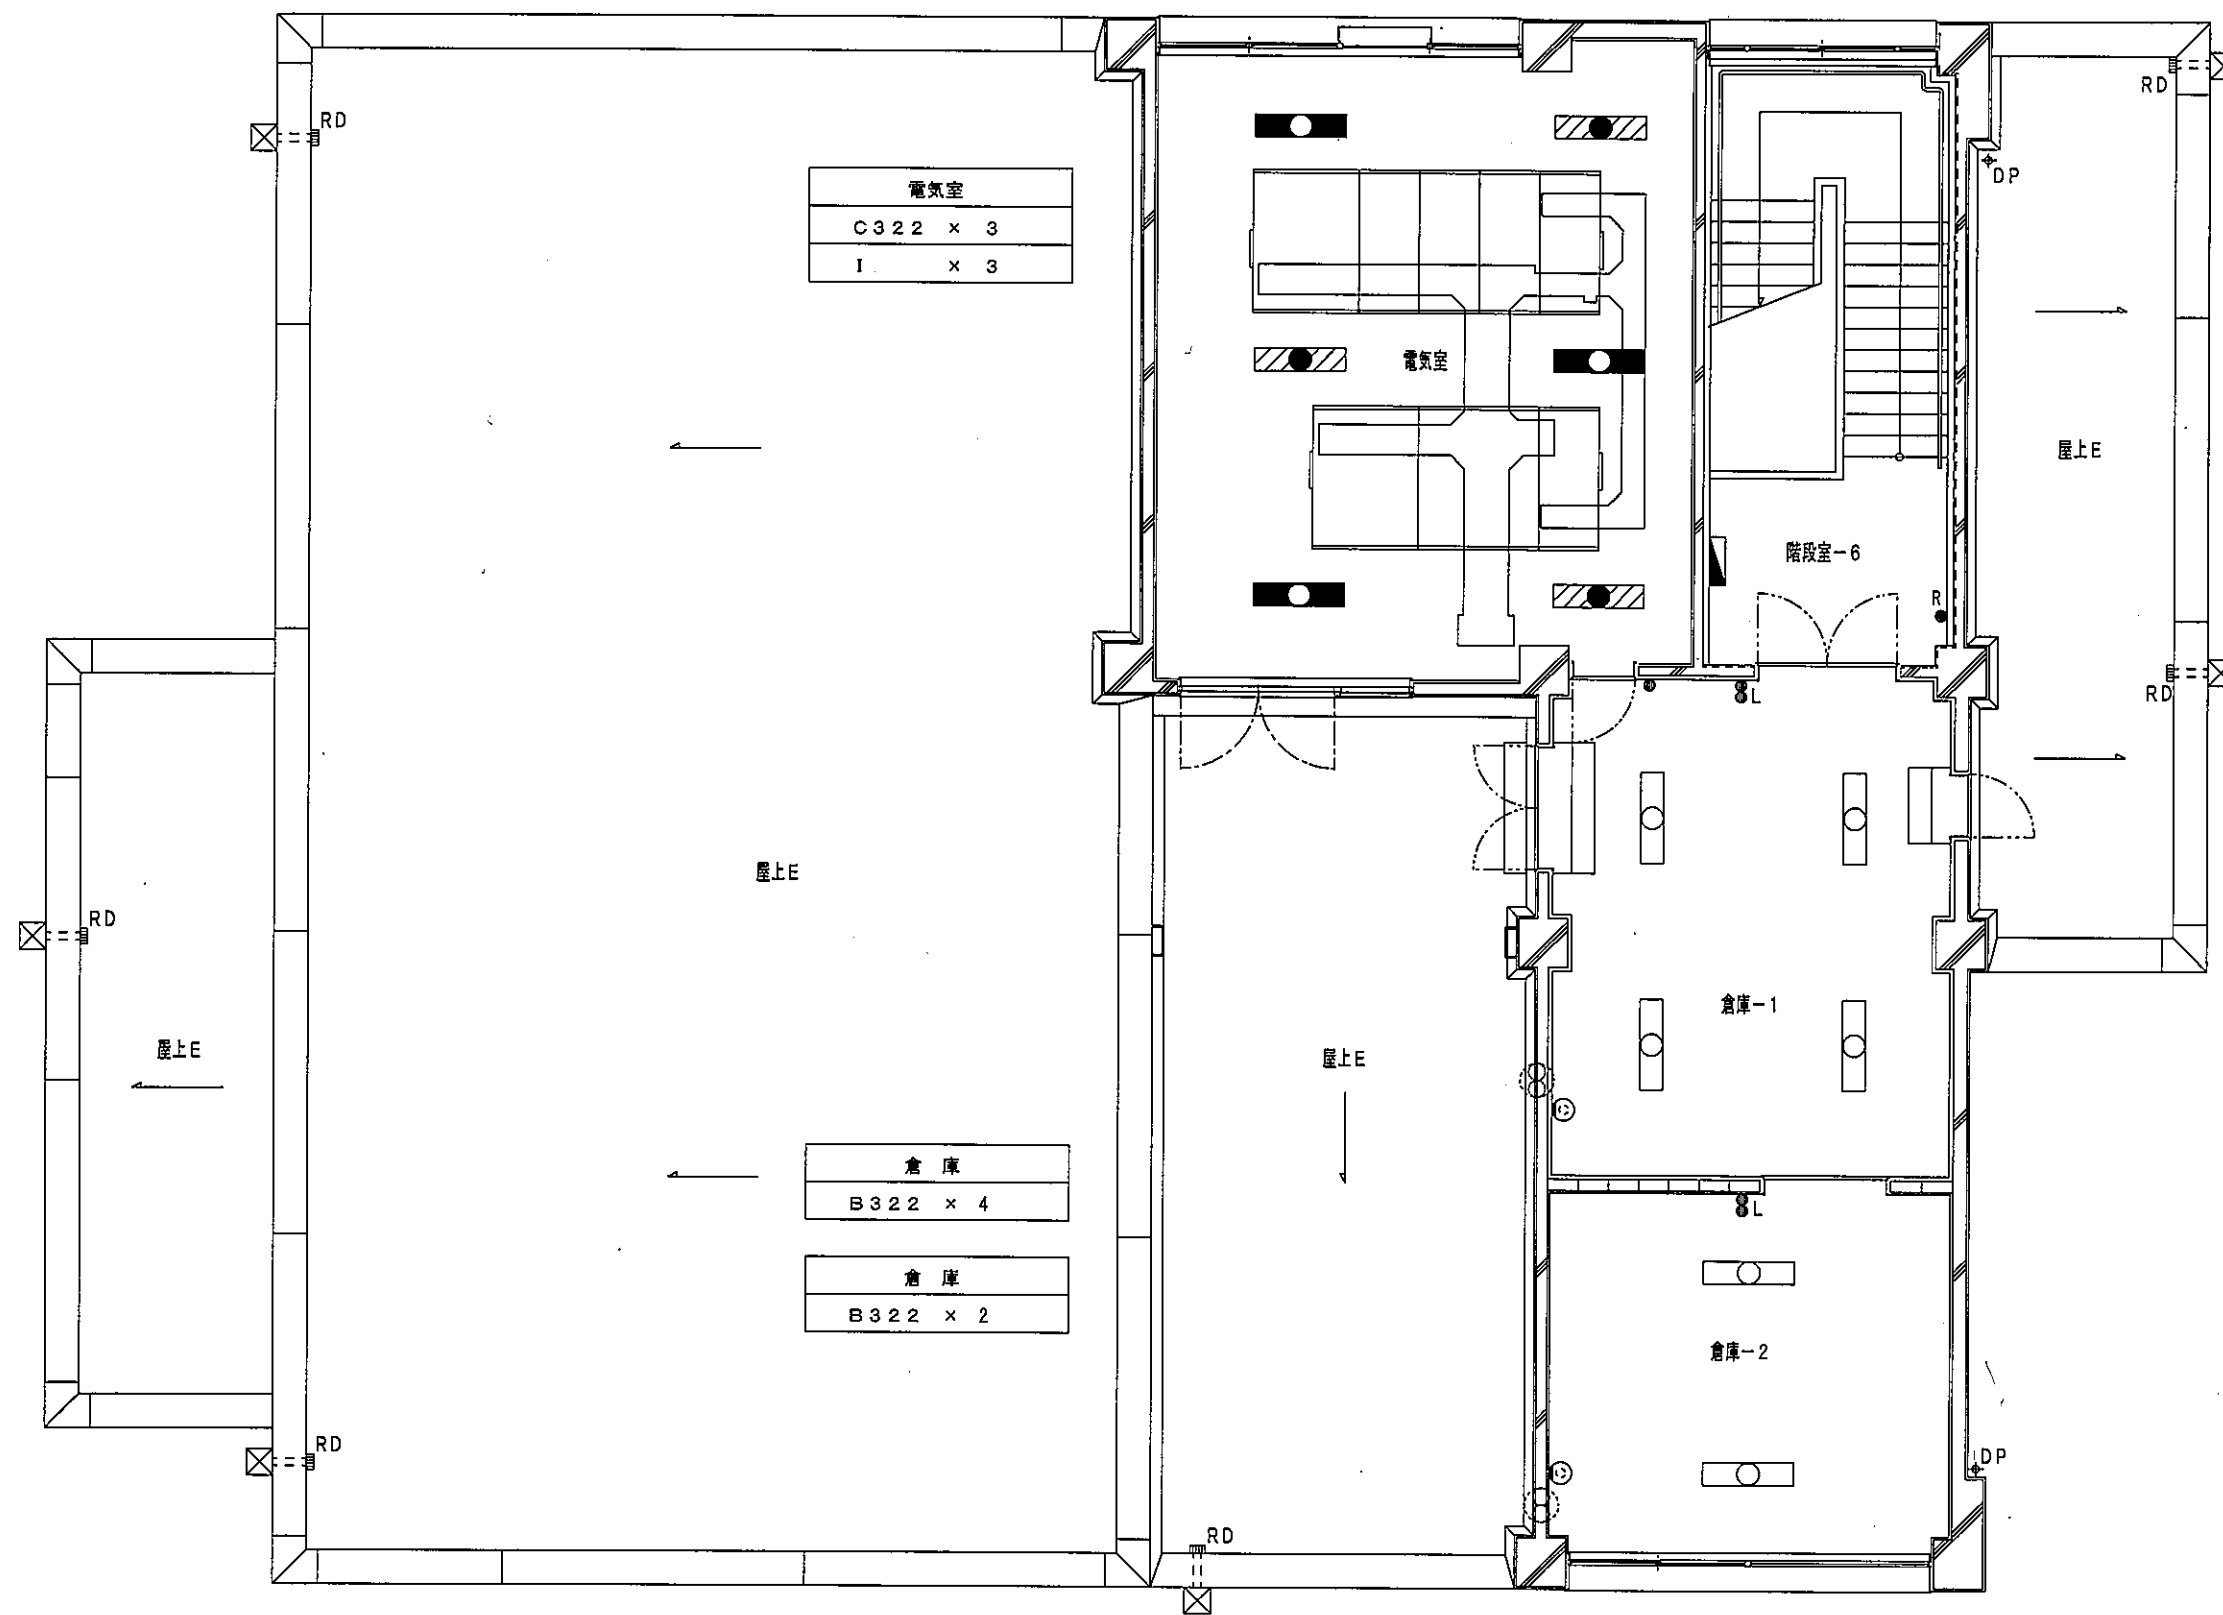 RD
RD
電気室
C322 × 3
I × 3
DP
電気室
屋上E
階段室-6
R
RD
L
屋上E
RD
倉庫-1
屋上E
屋上E
倉 庫
B322 × 4
L
倉 庫
B322 × 2
倉庫-2
RD
DP
RD